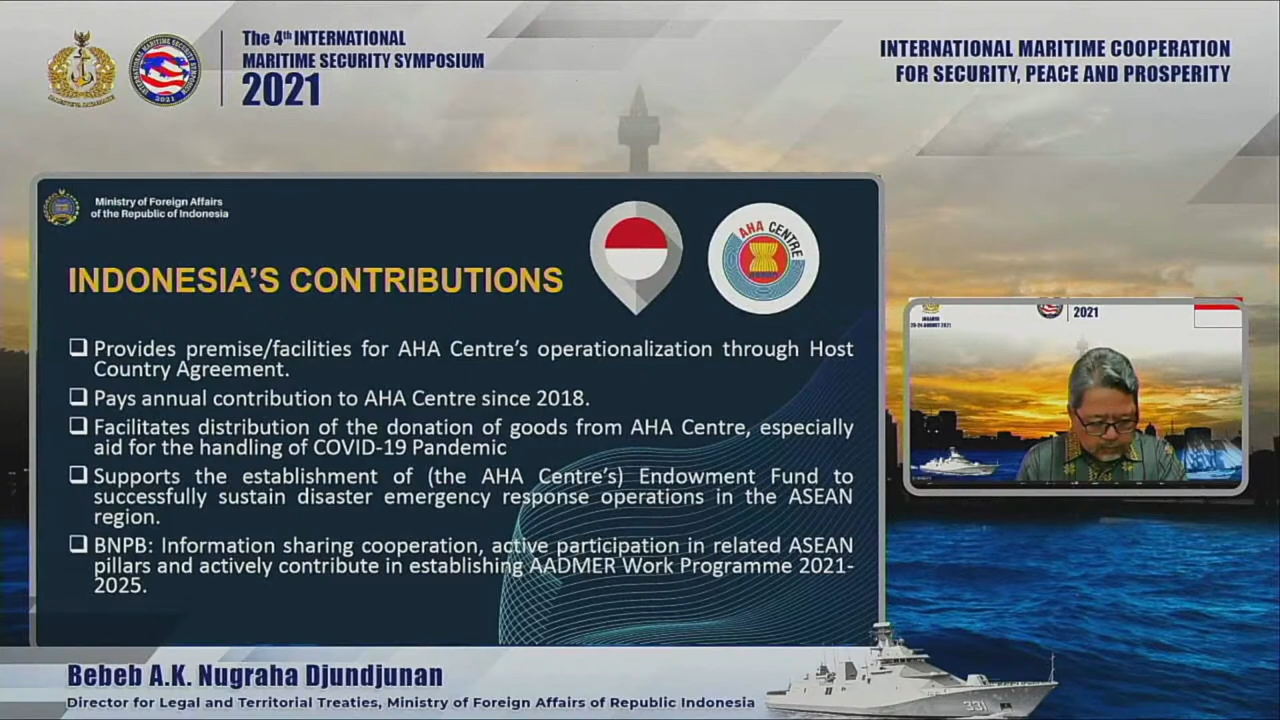 The 4th INTERNATIONAL
MARITIME SECURITY SYMPOSIUM
2021
INTERNATIONAL MARITIME COOPERATION
FOR SECURITY, PEACE AND PROSPERITY
Ministry of Foreign Affairs
of the Republic of Indonesia
AHA CENTRE
INDONESIA'S CONTRIBUTIONS
❑ Provides premise/facilities for AHA Centre's operationalization through Host
Country Agreement.
❑ Pays annual contribution to AHA Centre since 2018.
❑ Facilitates distribution of the donation of goods from AHA Centre, especially
aid for the handling of COVID-19 Pandemic
❑ Supports the establishment of (the AHA Centre's) Endowment Fund to
successfully sustain disaster emergency response operations in the ASEAN
region.
❑ BNPB: Information sharing cooperation, active participation in related ASEAN
pillars and actively contribute in establishing AADMER Work Programme 2021-
2025.
2021
Bebeb A.K. Nugraha Djundjunan
Director for Legal and Territorial Treaties, Ministry of Foreign Affairs of Republic Indonesia
331